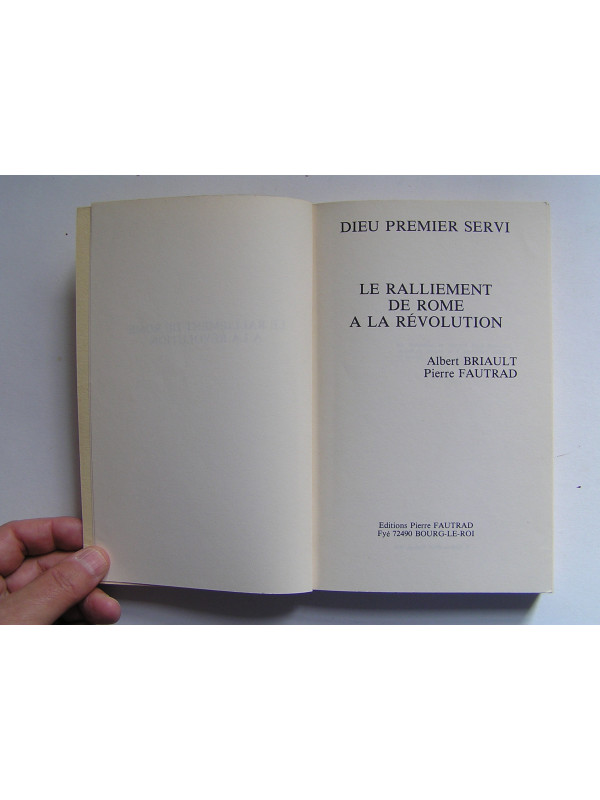 DIEU PREMIER SERVI
LE RALLIEMENT
DE ROME
A LA RÉVOLUTION
Albert BRIAULT
Pierre FAUTRAD
Editions Pierre FAUTRAD
Fyé 72490 BOURG-LE-ROI